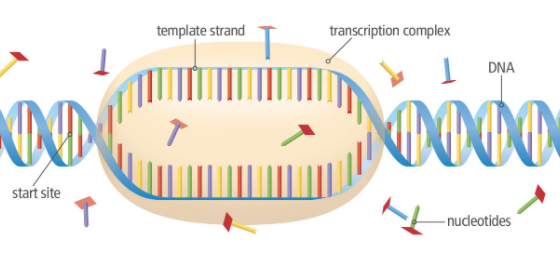 template strand
transcription complex
DNA
start site
nucleotides